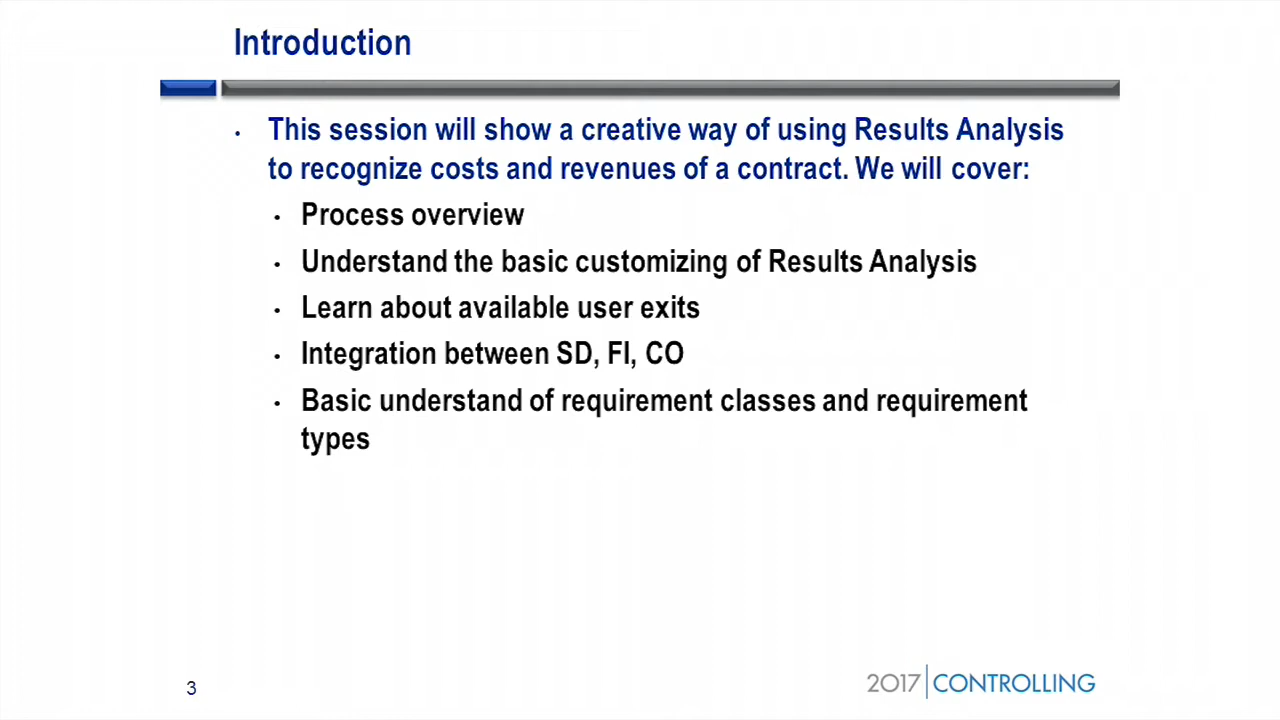 Introduction
• This session will show a creative way of using Results Analysis
to recognize costs and revenues of a contract. We will cover:
• Process overview
• Understand the basic customizing of Results Analysis
• Learn about available user exits
• Integration between SD, FI, CO
• Basic understand of requirement classes and requirement
types
3
2017 CONTROLLING